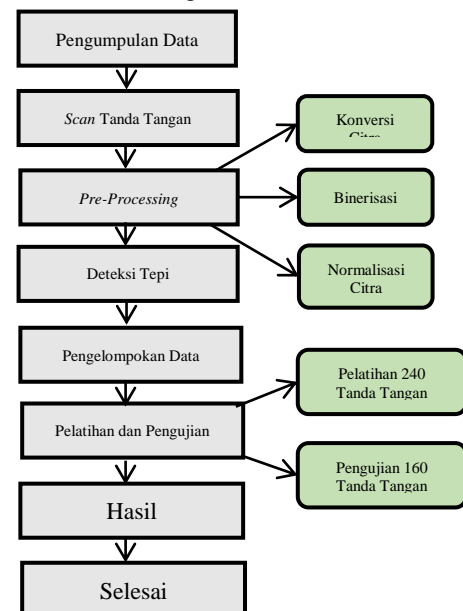 Pengumpulan Data
Scan Tanda Tangan
Konversi
Citra
Pre-Processing
Binerisasi
Deteksi Tepi
Normalisasi
Citra
Pengelompokan Data
Pelatihan 240
Tanda Tangan
Pelatihan dan Pengujian
Pengujian 160
Tanda Tangan
Hasil
Selesai